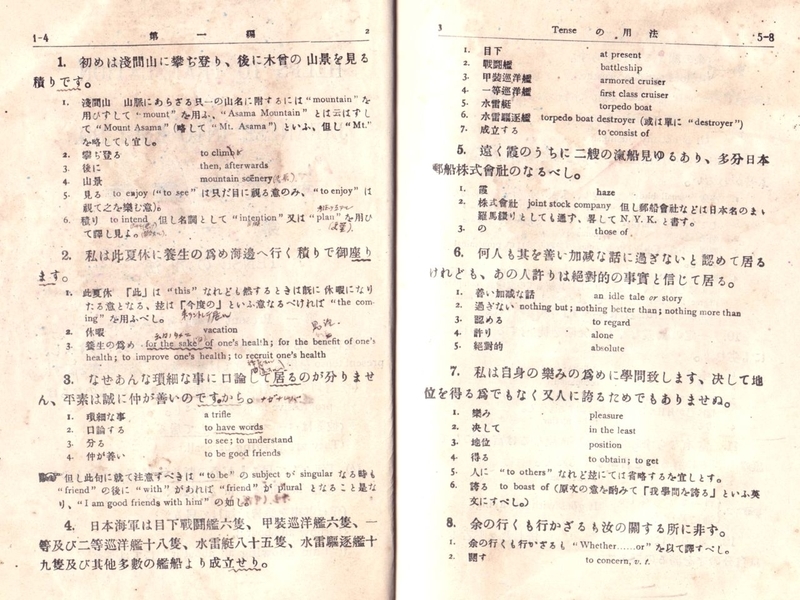 1-4 第一編 2
1. 初めは淺間山に攀ぢ登り、後に木曾の山景を見る
積りです。
1. 淺間山 山脈にあらざる只一の山名に附するには “mountain” を
用ひずして “mount” を用ふ、“Asama Mountain” とは云はずし
て “Mount Asama” (略して “Mt. Asama”) といふ、但し “Mt.”
を略しても宜し。
2. 攀ぢ登る to climb
3. 後に then, afterwards
4. 山景 mountain scenery
5. 見る to enjoy (“to see” は只だ目に視る意のみ、“to enjoy” は
視て之を樂む意)。
6. 積り to intend 但し名詞として “intention” 又は “plan” を用ひ
て譯し見よ。
2. 私は此夏休に養生の爲め海邊へ行く積りで御座り
ます。
1. 此夏休 『此』は “this” なれども然するときは既に休暇になり
たる意となる、玆は『今度の』といふ意なるべければ “the com-
ing” を用ふべし。
2. 休暇 vacation
3. 養生の爲め for the sake of one's health; for the benefit of one's
health; to improve one's health; to recruit one's health
3. なぜあんな瑣細な事に口論して居るのが分りませ
ん、平素は誠に仲が善いのですから。
1. 瑣細な事 a trifle
2. 口論する to have words
3. 分る to see; to understand
4. 仲が善い to be good friends
但し此句に就て注意すべきは “to be” の subject が singular なる時も
“friend” の後に “with” があれば “friend” が plural となること是な
り、“I am good friends with him” の如し
4. 日本海軍は目下戰鬪艦六隻、甲裝巡洋艦六隻、一
等及び二等巡洋艦十八隻、水雷艇八十五隻、水雷驅逐艦十
九隻及び其他多數の艦船より成立せり。
3 Tense の用法 5-8
1. 目下 at present
2. 戰鬪艦 battleship
3. 甲裝巡洋艦 armored cruiser
4. 一等巡洋艦 first class cruiser
5. 水雷艇 torpedo boat
6. 水雷驅逐艦 torpedo boat destroyer (或は單に “destroyer”)
7. 成立する to consist of
5. 遠く霞のうちに二艘の滊船見ゆるあり、多分日本
郵船株式會社のなるべし。
1. 霞 haze
2. 株式會社 joint stock company 但し郵船會社などは日本名のまゝ
羅馬綴りとしても通ず、畧して N. Y. K. と書す。
3. の those of
6. 何人も其を善い加减な話に過ぎないと認めて居る
けれども、あの人許りは絕對的の事實と信じて居る。
1. 善い加减な話 an idle tale or story
2. 過ぎない nothing but; nothing better than; nothing more than
3. 認める to regard
4. 許り alone
5. 絕對的 absolute
7. 私は自身の樂みの爲めに學問致します、决して地
位を得る爲でもなく又人に誇るためでもありませぬ。
1. 樂み pleasure
2. 决して in the least
3. 地位 position
4. 得る to obtain; to get
5. 人に “to others” なれど玆にては省略するを宜しとす。
6. 誇る to boast of (原文の意を酌みて『我學問を誇る』といふ英
文にすべし。)
8. 余の行くも行かざるも汝の關する所に非ず。
1. 余の行くも行かざるも “Whether……or” を以て譯すべし。
2. 關す to concern, v. t.